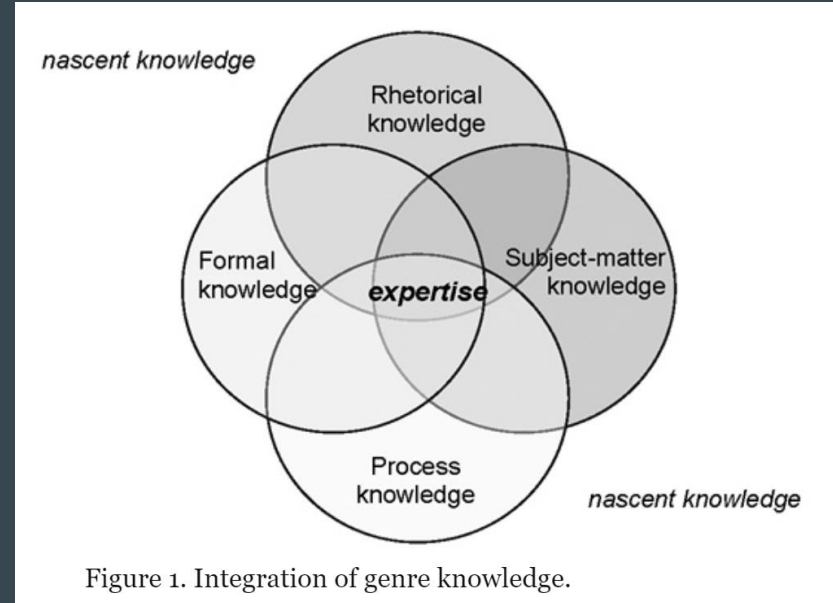 nascent knowledge
Rhetorical
knowledge
Formal
knowledge
Subject-matter
knowledge
expertise
Process
knowledge
nascent knowledge
Figure 1. Integration of genre knowledge.